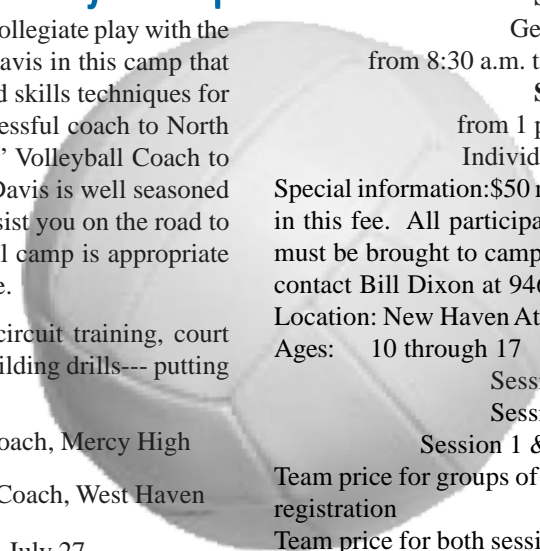 ollegiate play with the
avis in this camp that
d skills techniques for
essful coach to North
Volleyball Coach to
Davis is well seasoned
sist you on the road to
l camp is appropriate
e.
circuit training, court
ilding drills--- putting
oach, Mercy High
Coach, West Haven
July 27
Ge
from 8:30 a.m. t
S
from 1 p
Individ
Special information:$50 r
in this fee. All participa
must be brought to camp
contact Bill Dixon at 946
Location: New Haven At
Ages: 10 through 17
Sessi
Sessi
Session 1 &
Team price for groups of
registration
Team price for both sessi